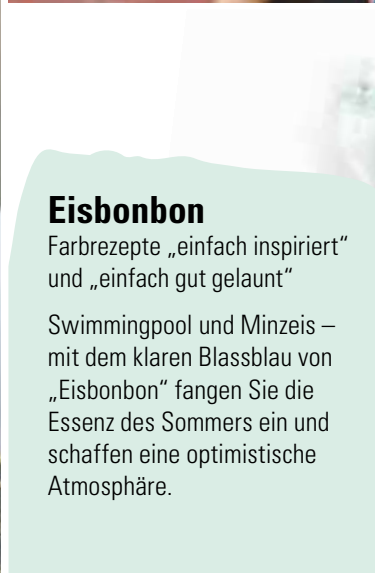 Eisbonbon
Farbrezepte „einfach inspiriert“
und „einfach gut gelaunt“
Swimmingpool und Minzeis –
mit dem klaren Blassblau von
„Eisbonbon“ fangen Sie die
Essenz des Sommers ein und
schaffen eine optimistische
Atmosphäre.